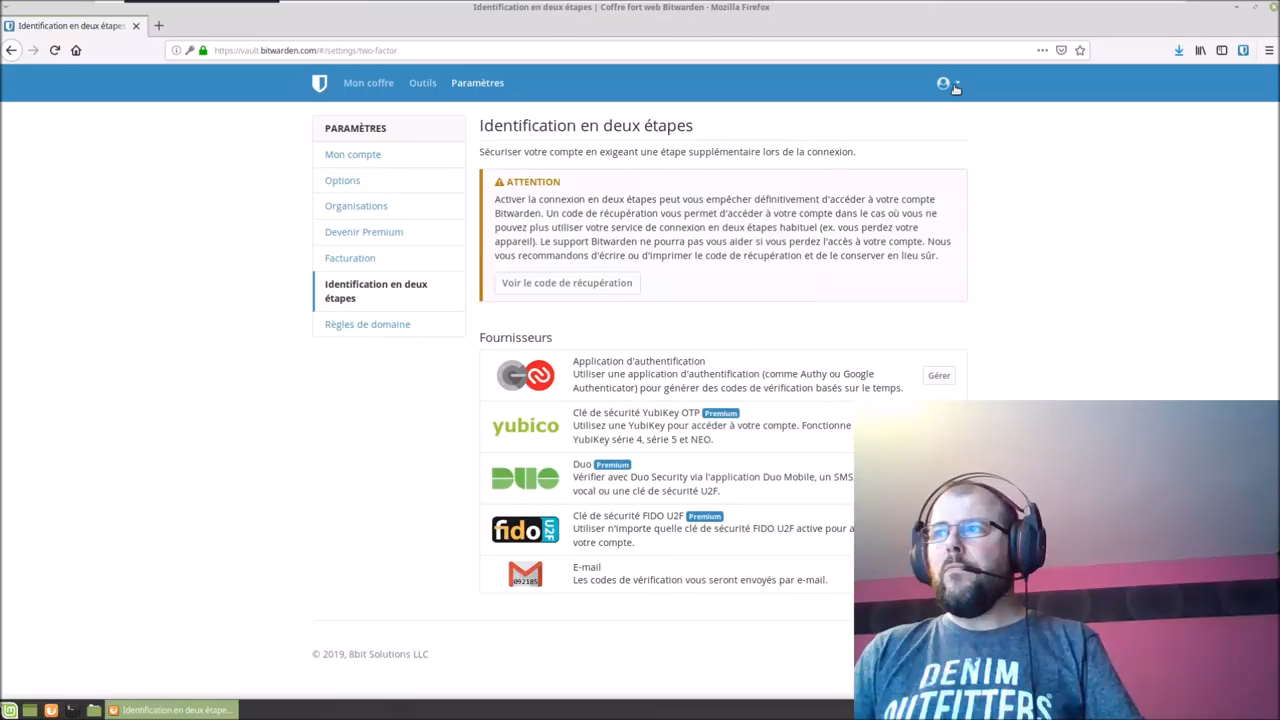 Identification en deux étapes | Coffre fort web Bitwarden - Mozilla Firefox
Identification en deux étapes
https://vault.bitwarden.com/#/settings/two-factor
Mon coffre Outils Paramètres
PARAMÈTRES
Mon compte
Options
Organisations
Devenir Premium
Facturation
Identification en deux
étapes
Règles de domaine
Identification en deux étapes
Sécuriser votre compte en exigeant une étape supplémentaire lors de la connexion.
ATTENTION
Activer la connexion en deux étapes peut vous empêcher définitivement d'accéder à votre compte
Bitwarden. Un code de récupération vous permet d'accéder à votre compte dans le cas où vous ne
pouvez plus utiliser votre service de connexion en deux étapes habituel (ex. vous perdez votre
appareil). Le support Bitwarden ne pourra pas vous aider si vous perdez l'accès à votre compte. Nous
vous recommandons d'écrire ou d'imprimer le code de récupération et de le conserver en lieu sûr.
Voir le code de récupération
Fournisseurs
Application d'authentification
Utiliser une application d'authentification (comme Authy ou Google
Authenticator) pour générer des codes de vérification basés sur le temps.
Gérer
yubico
Clé de sécurité YubiKey OTP Premium
Utilisez une YubiKey pour accéder à votre compte. Fonctionne
YubiKey série 4, série 5 et NEO.
DUO
Duo Premium
Vérifier avec Duo Security via l'application Duo Mobile, un SMS,
vocal ou une clé de sécurité U2F.
fido U2F
Clé de sécurité FIDO U2F Premium
Utiliser n'importe quelle clé de sécurité FIDO U2F active pour a
votre compte.
092185
E-mail
Les codes de vérification vous seront envoyés par e-mail.
© 2019, 8bit Solutions LLC
DENIM
OUTFITTERS
Identification en deux étape...